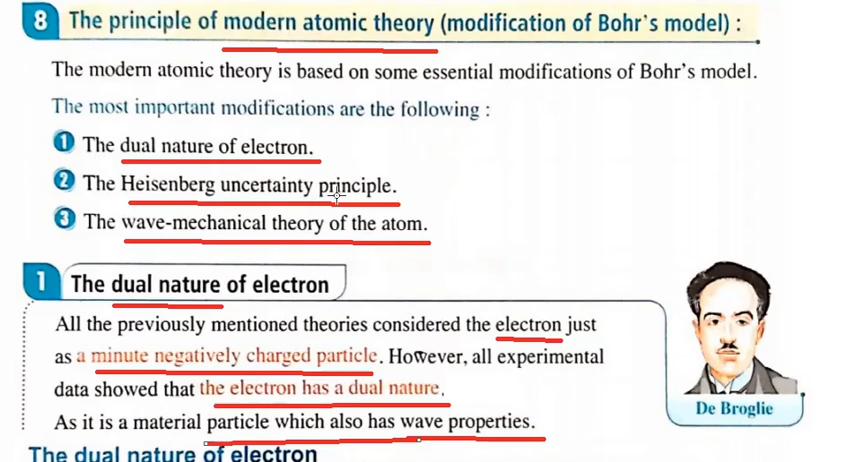 8 The principle of modern atomic theory (modification of Bohr's model) :
The modern atomic theory is based on some essential modifications of Bohr's model.
The most important modifications are the following :
1 The dual nature of electron.
2 The Heisenberg uncertainty principle.
3 The wave-mechanical theory of the atom.
1 The dual nature of electron
All the previously mentioned theories considered the electron just
as a minute negatively charged particle. However, all experimental
data showed that the electron has a dual nature.
As it is a material particle which also has wave properties.
De Broglie
The dual nature of electron